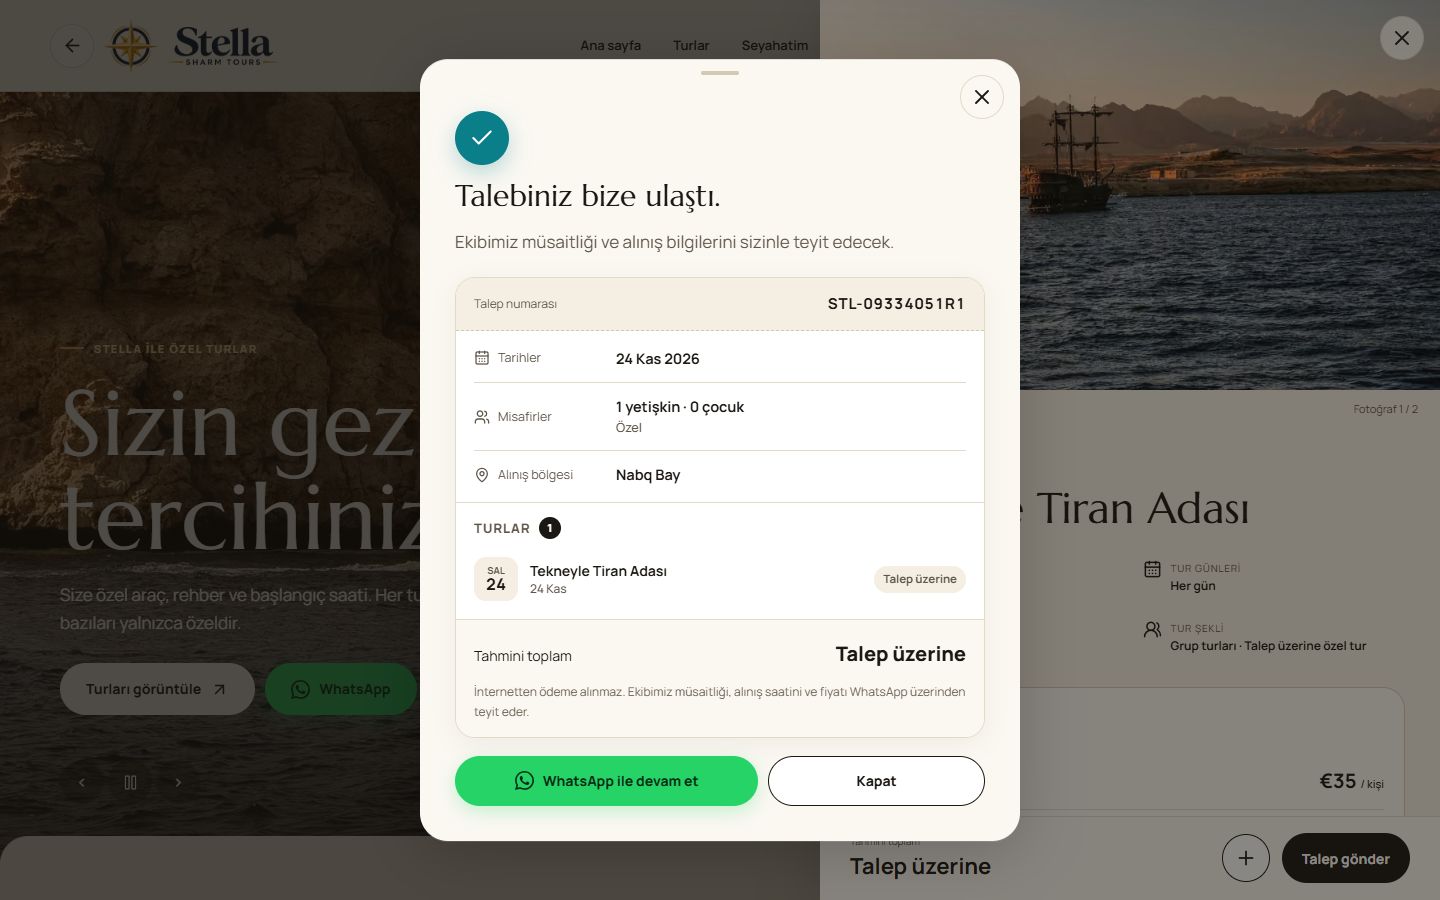 Stella
SHARM TOURS
Ana sayfa
Turlar
Seyahatim
STELLA İLE ÖZEL TURLAR
Sizin gez
tercihiniz
Size özel araç, rehber ve başlangıç saati. Her tu
bazıları yalnızca özeldir.
Turları görüntüle
WhatsApp
Talebiniz bize ulaştı.
Ekibimiz müsaitliği ve alınış bilgilerini sizinle teyit edecek.
Talep numarası
STL-09334051R1
Tarihler
24 Kas 2026
Misafirler
1 yetişkin · 0 çocuk
Özel
Alınış bölgesi
Nabq Bay
TURLAR 1
SAL
24
Tekneyle Tiran Adası
24 Kas
Talep üzerine
Tahmini toplam
Talep üzerine
İnternetten ödeme alınmaz. Ekibimiz müsaitliği, alınış saatini ve fiyatı WhatsApp üzerinden
teyit eder.
WhatsApp ile devam et
Kapat
Fotoğraf 1 / 2
e Tiran Adası
TUR GÜNLERİ
Her gün
TUR ŞEKLİ
Grup turları · Talep üzerine özel tur
€35 / kişi
Tahmini toplam
Talep üzerine
Talep gönder